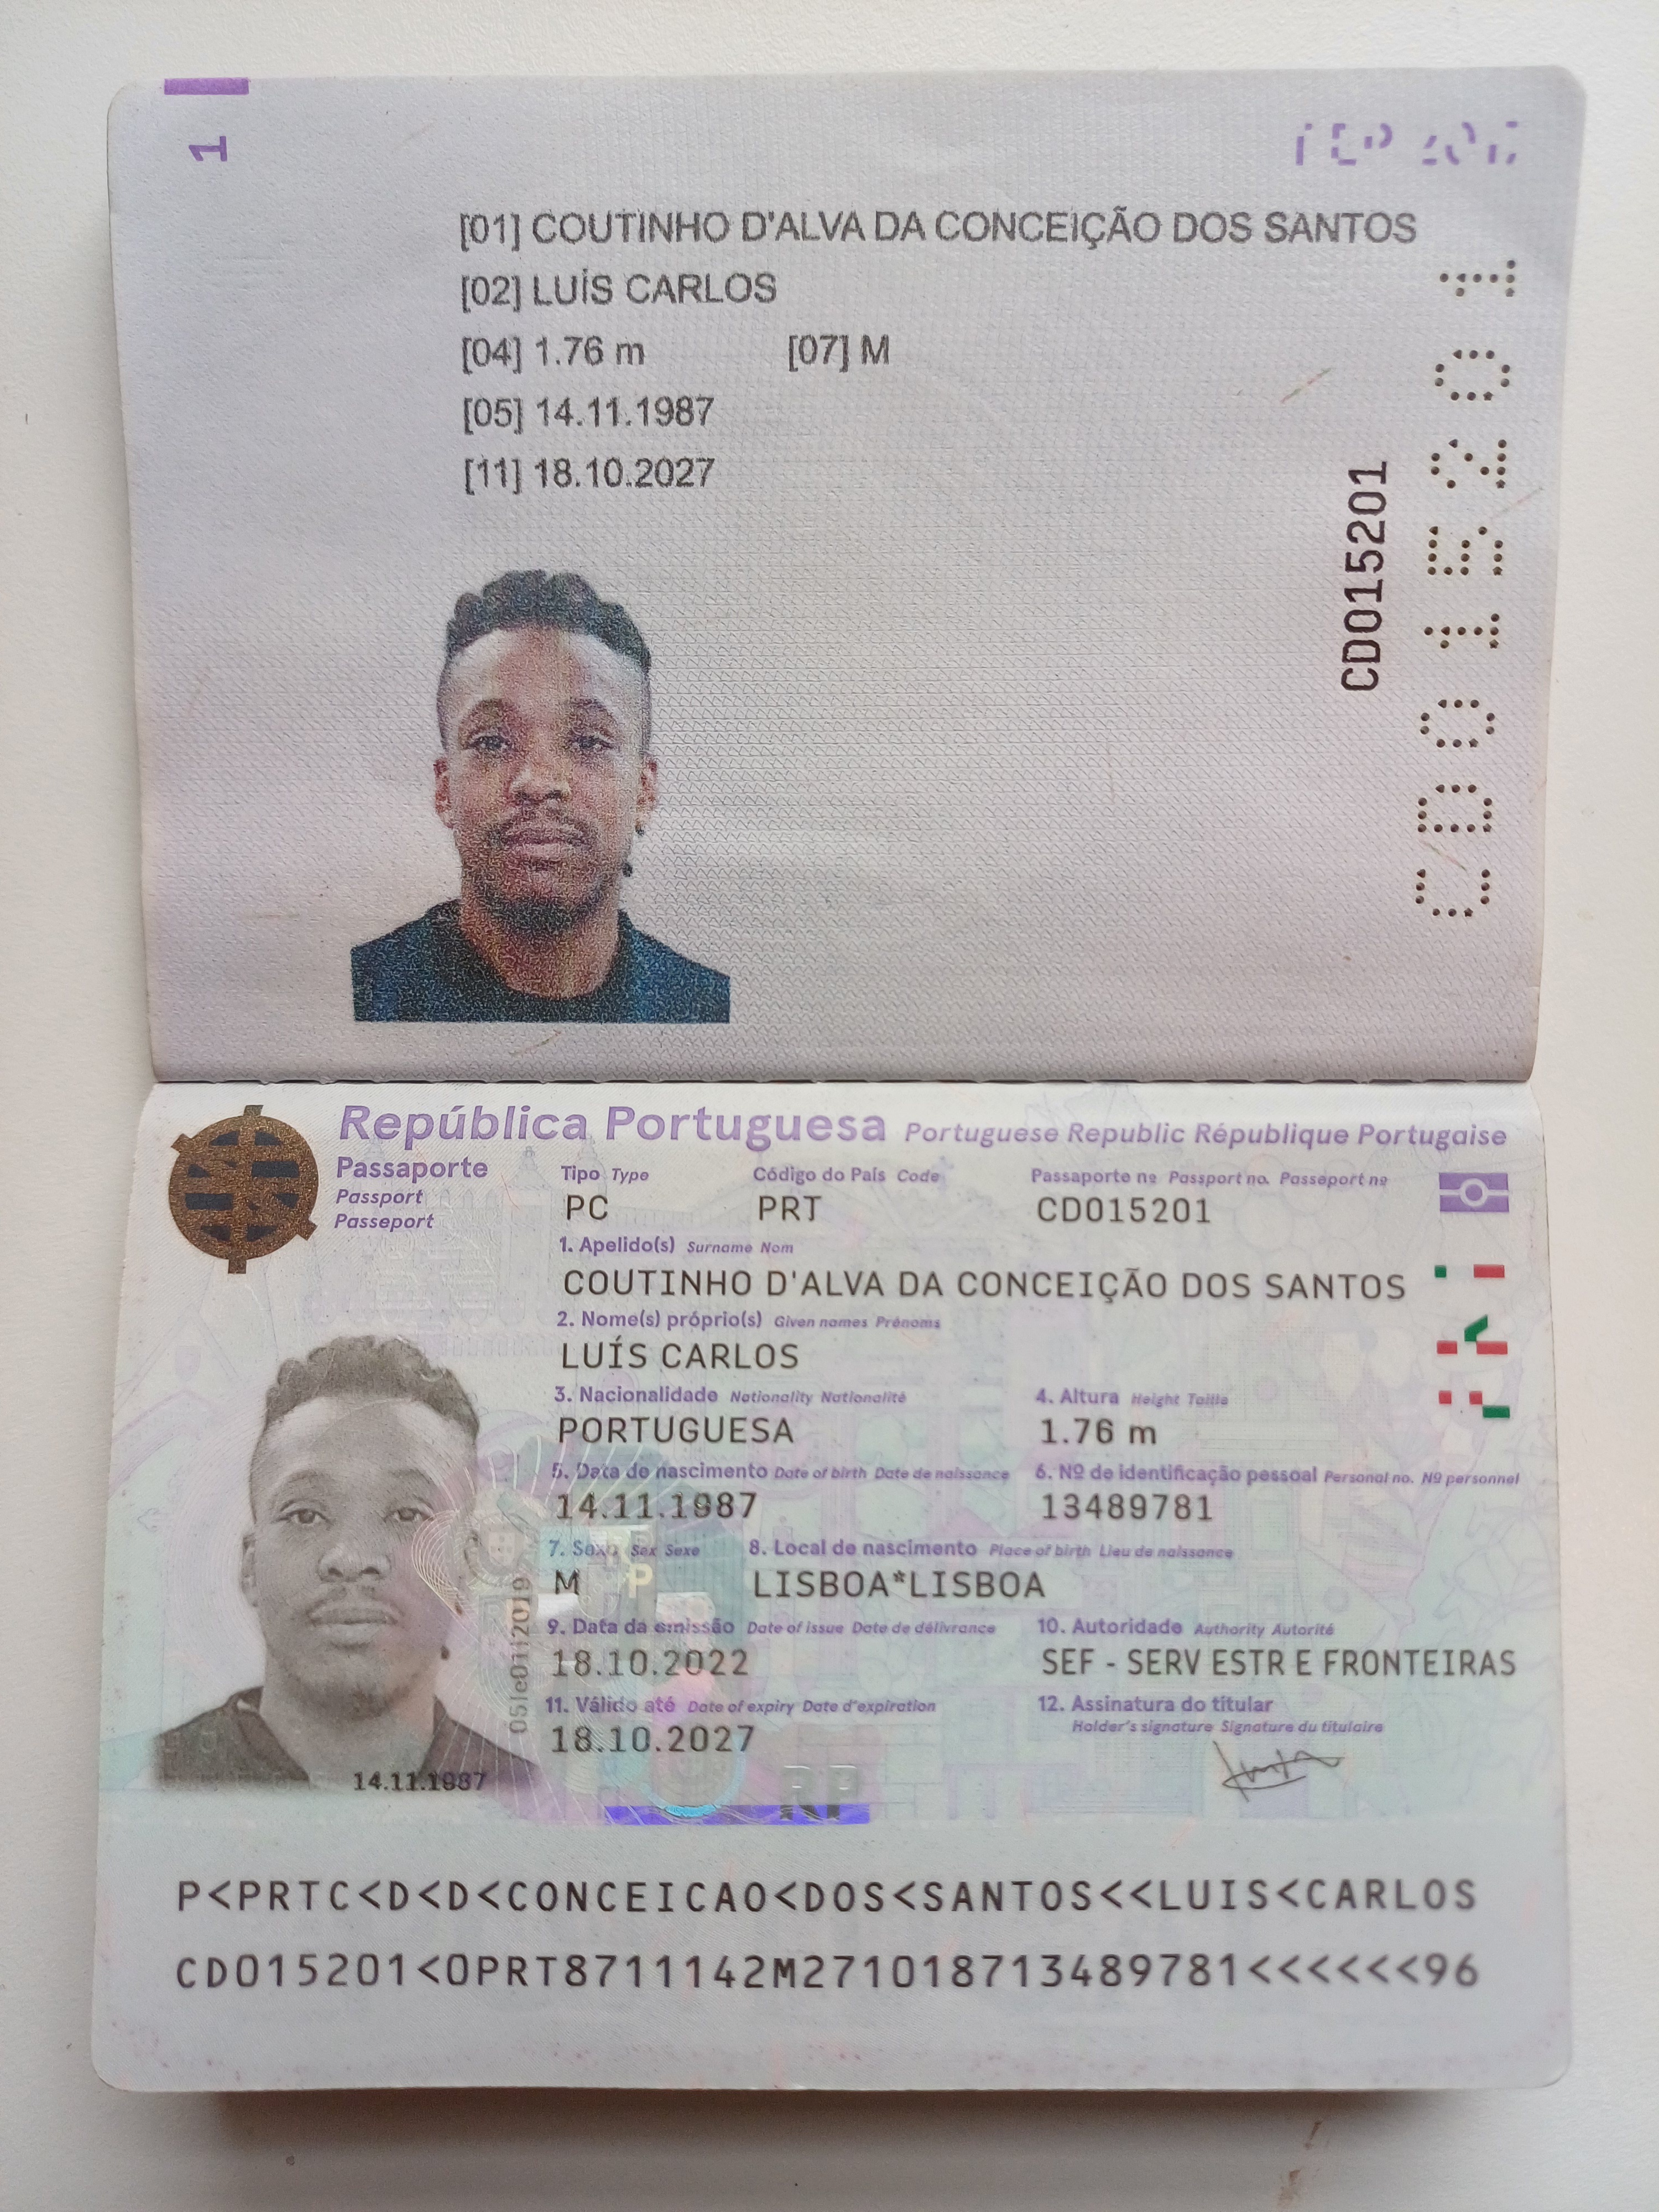 1
[01] COUTINHO D'ALVA DA CONCEIÇÃO DOS SANTOS
[02] LUÍS CARLOS
[04] 1.76 m [07] M
[05] 14.11.1987
[11] 18.10.2027
CD015201
CD015201
República Portuguesa Portuguese Republic République Portugaise
Passaporte
Passport
Passeport
Tipo Type Código do País Code Passaporte nº Passport no. Passeport nº
PC PRT CD015201
1. Apelido(s) Surname Nom
COUTINHO D'ALVA DA CONCEIÇÃO DOS SANTOS
2. Nome(s) próprio(s) Given names Prénoms
LUÍS CARLOS
3. Nacionalidade Nationality Nationalité 4. Altura Height Taille
PORTUGUESA 1.76 m
5. Data de nascimento Date of birth Date de naissance 6. Nº de identificação pessoal Personal no. Nº personnel
14.11.1987 13489781
7. Sexo Sex Sexe 8. Local de nascimento Place of birth Lieu de naissance
M LISBOA*LISBOA
9. Data da emissão Date of issue Date de délivrance 10. Autoridade Authority Autorité
18.10.2022 SEF - SERV ESTR E FRONTEIRAS
11. Válido até Date of expiry Date d'expiration 12. Assinatura do titular
Holder's signature Signature du titulaire
18.10.2027
14.11.1987
RP
P<PRTC<D<D<CONCEICAO<DOS<SANTOS<<LUIS<CARLOS
CD015201<0PRT8711142M271018713489781<<<<<<96